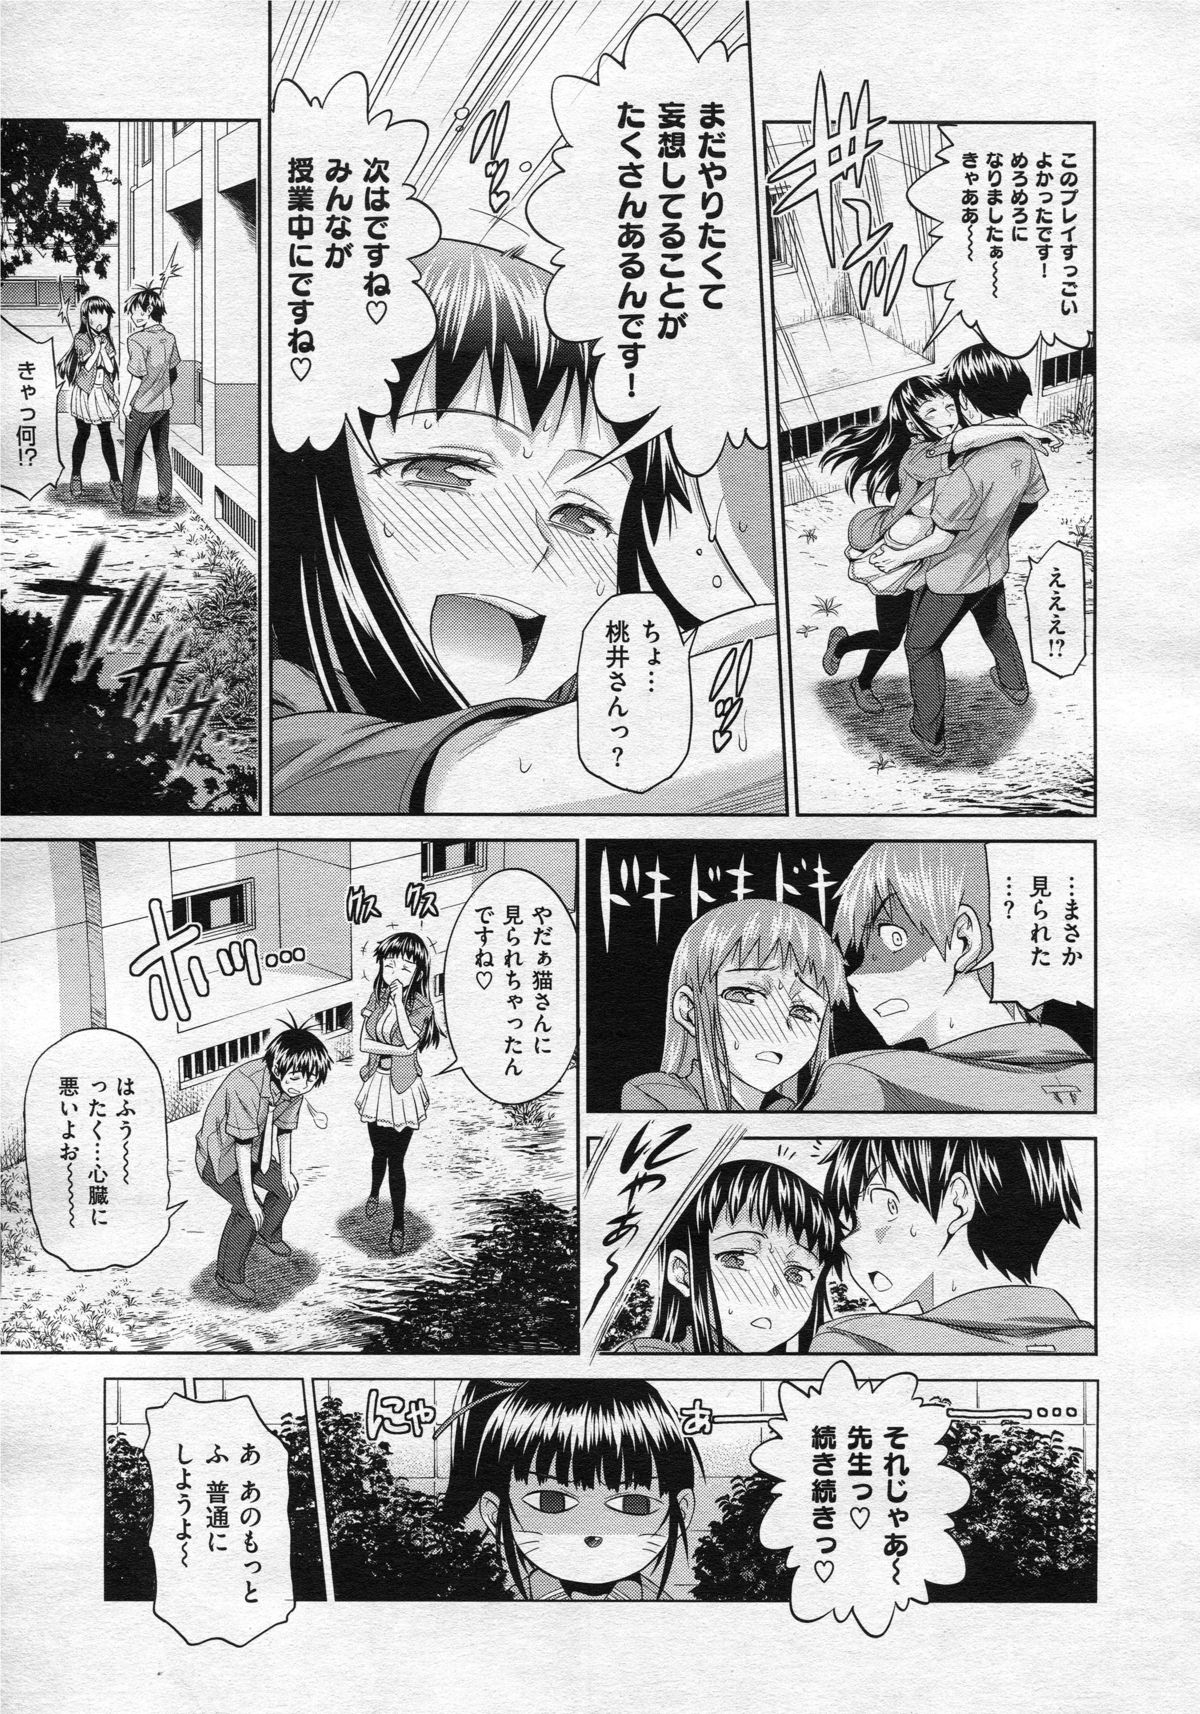 このプレイすっごい
よかったです！
めろめろに
なりましたぁ〜
きゃああ〜〜
えええ!?
まだやりたくて
妄想してることが
たくさんあるんです！
次はですね♡
みんなが
授業中にですね♡
ちょ…
桃井さんっ？
きゃっ何!?
…まさか
見られた
…？
ドキドキドキ
にゃあ〜
やだぁ猫さんに
見られちゃったん
ですね♡
クス
クス
ホッ…
はふう〜〜
ったく…心臓に
悪いよお〜〜〜
それじゃあ〜
先生っ♡
続き続きっ♡
にゃ
あーーー…
あ あのもっと
ふ 普通に
しようよ〜